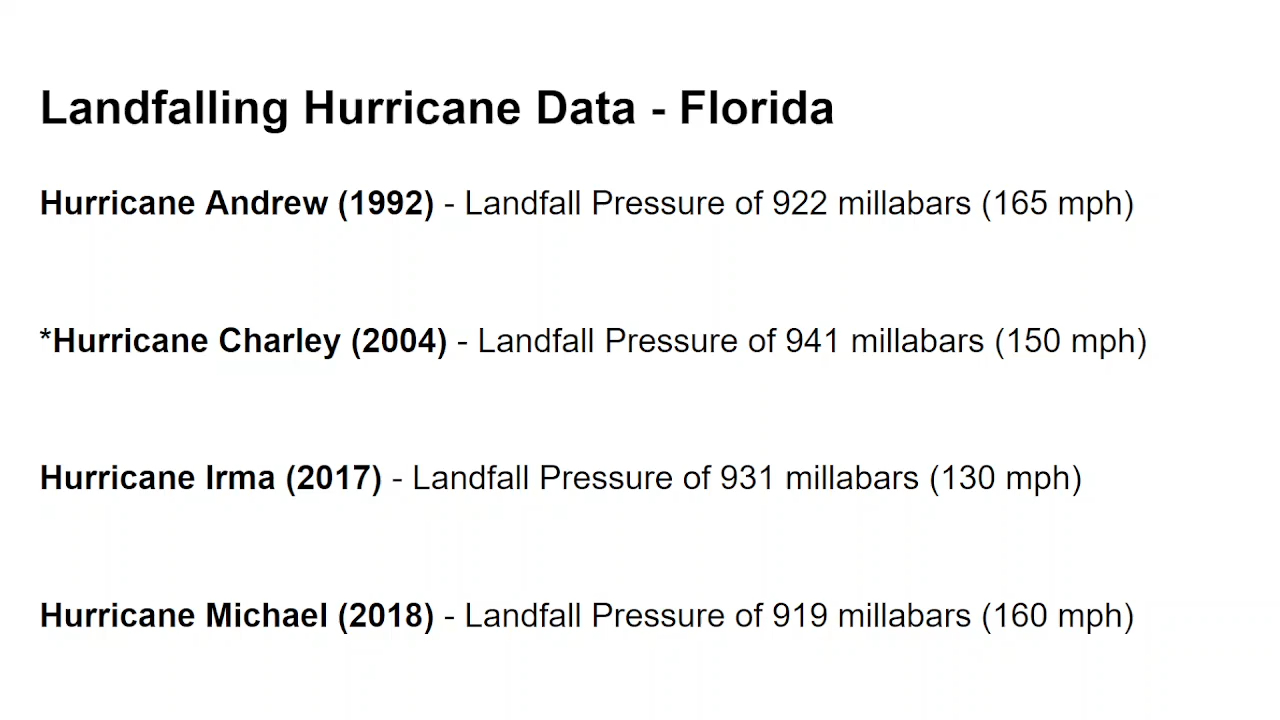 Landfalling Hurricane Data - Florida
Hurricane Andrew (1992) - Landfall Pressure of 922 millabars (165 mph)
*Hurricane Charley (2004) - Landfall Pressure of 941 millabars (150 mph)
Hurricane Irma (2017) - Landfall Pressure of 931 millabars (130 mph)
Hurricane Michael (2018) - Landfall Pressure of 919 millabars (160 mph)